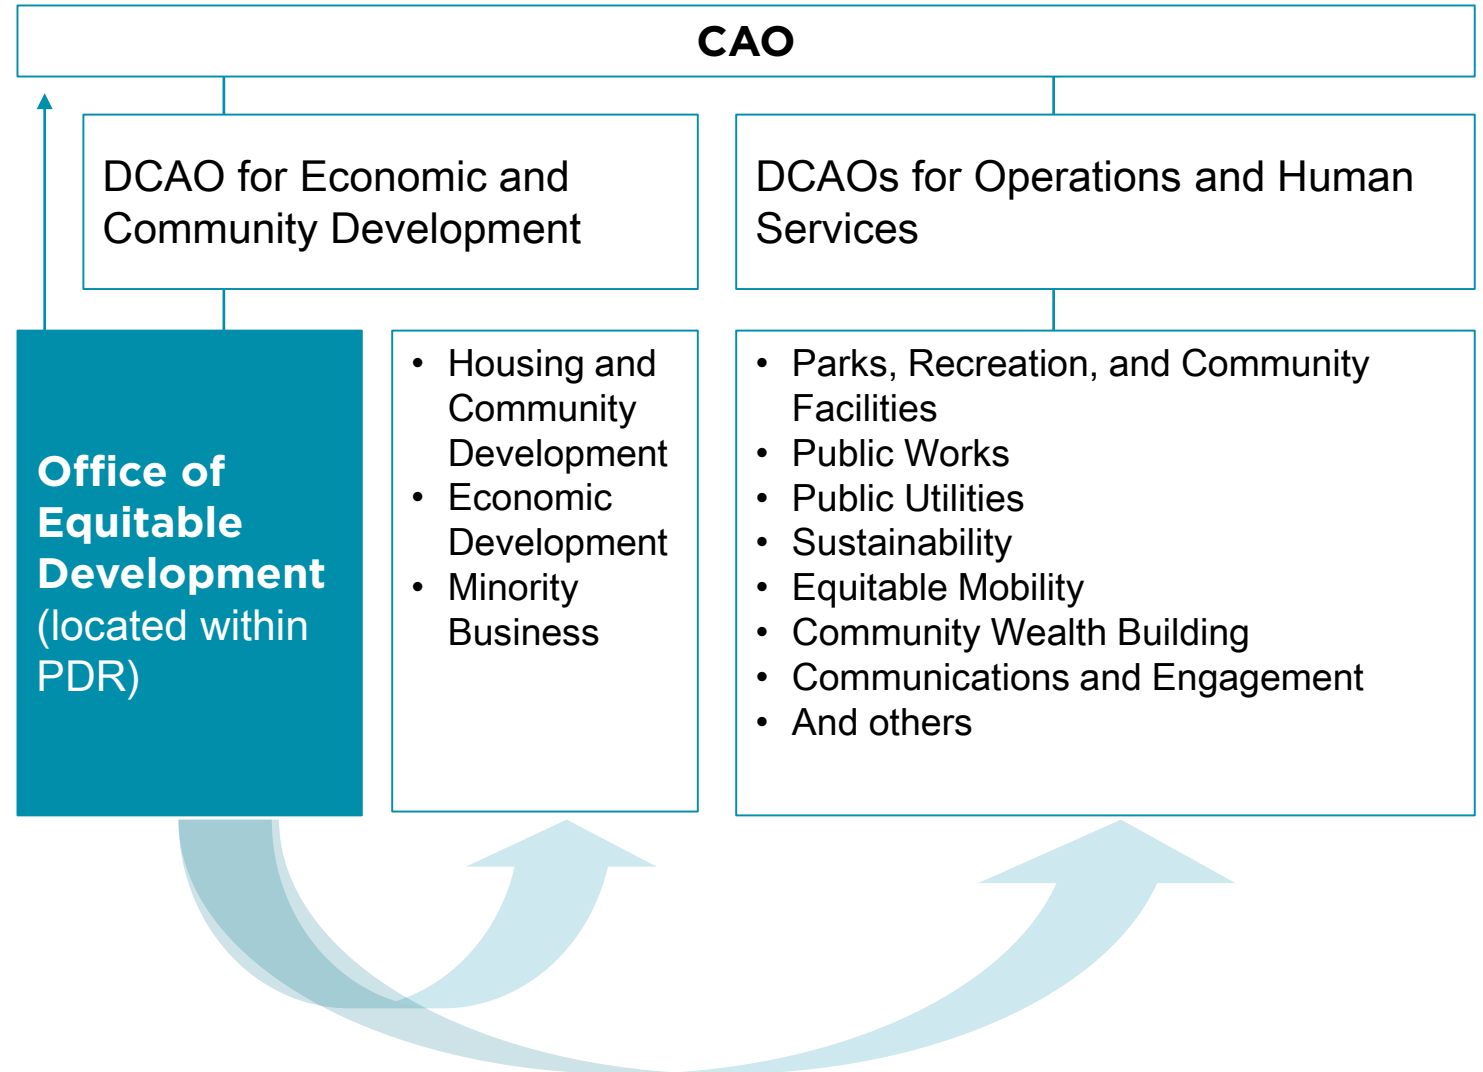 CAO
DCAO for Economic and
Community Development
DCAOs for Operations and Human
Services
Office of
Equitable
Development
(located within
PDR)
• Housing and
Community
Development
• Economic
Development
• Minority
Business
• Parks, Recreation, and Community
Facilities
• Public Works
• Public Utilities
• Sustainability
• Equitable Mobility
• Community Wealth Building
• Communications and Engagement
• And others